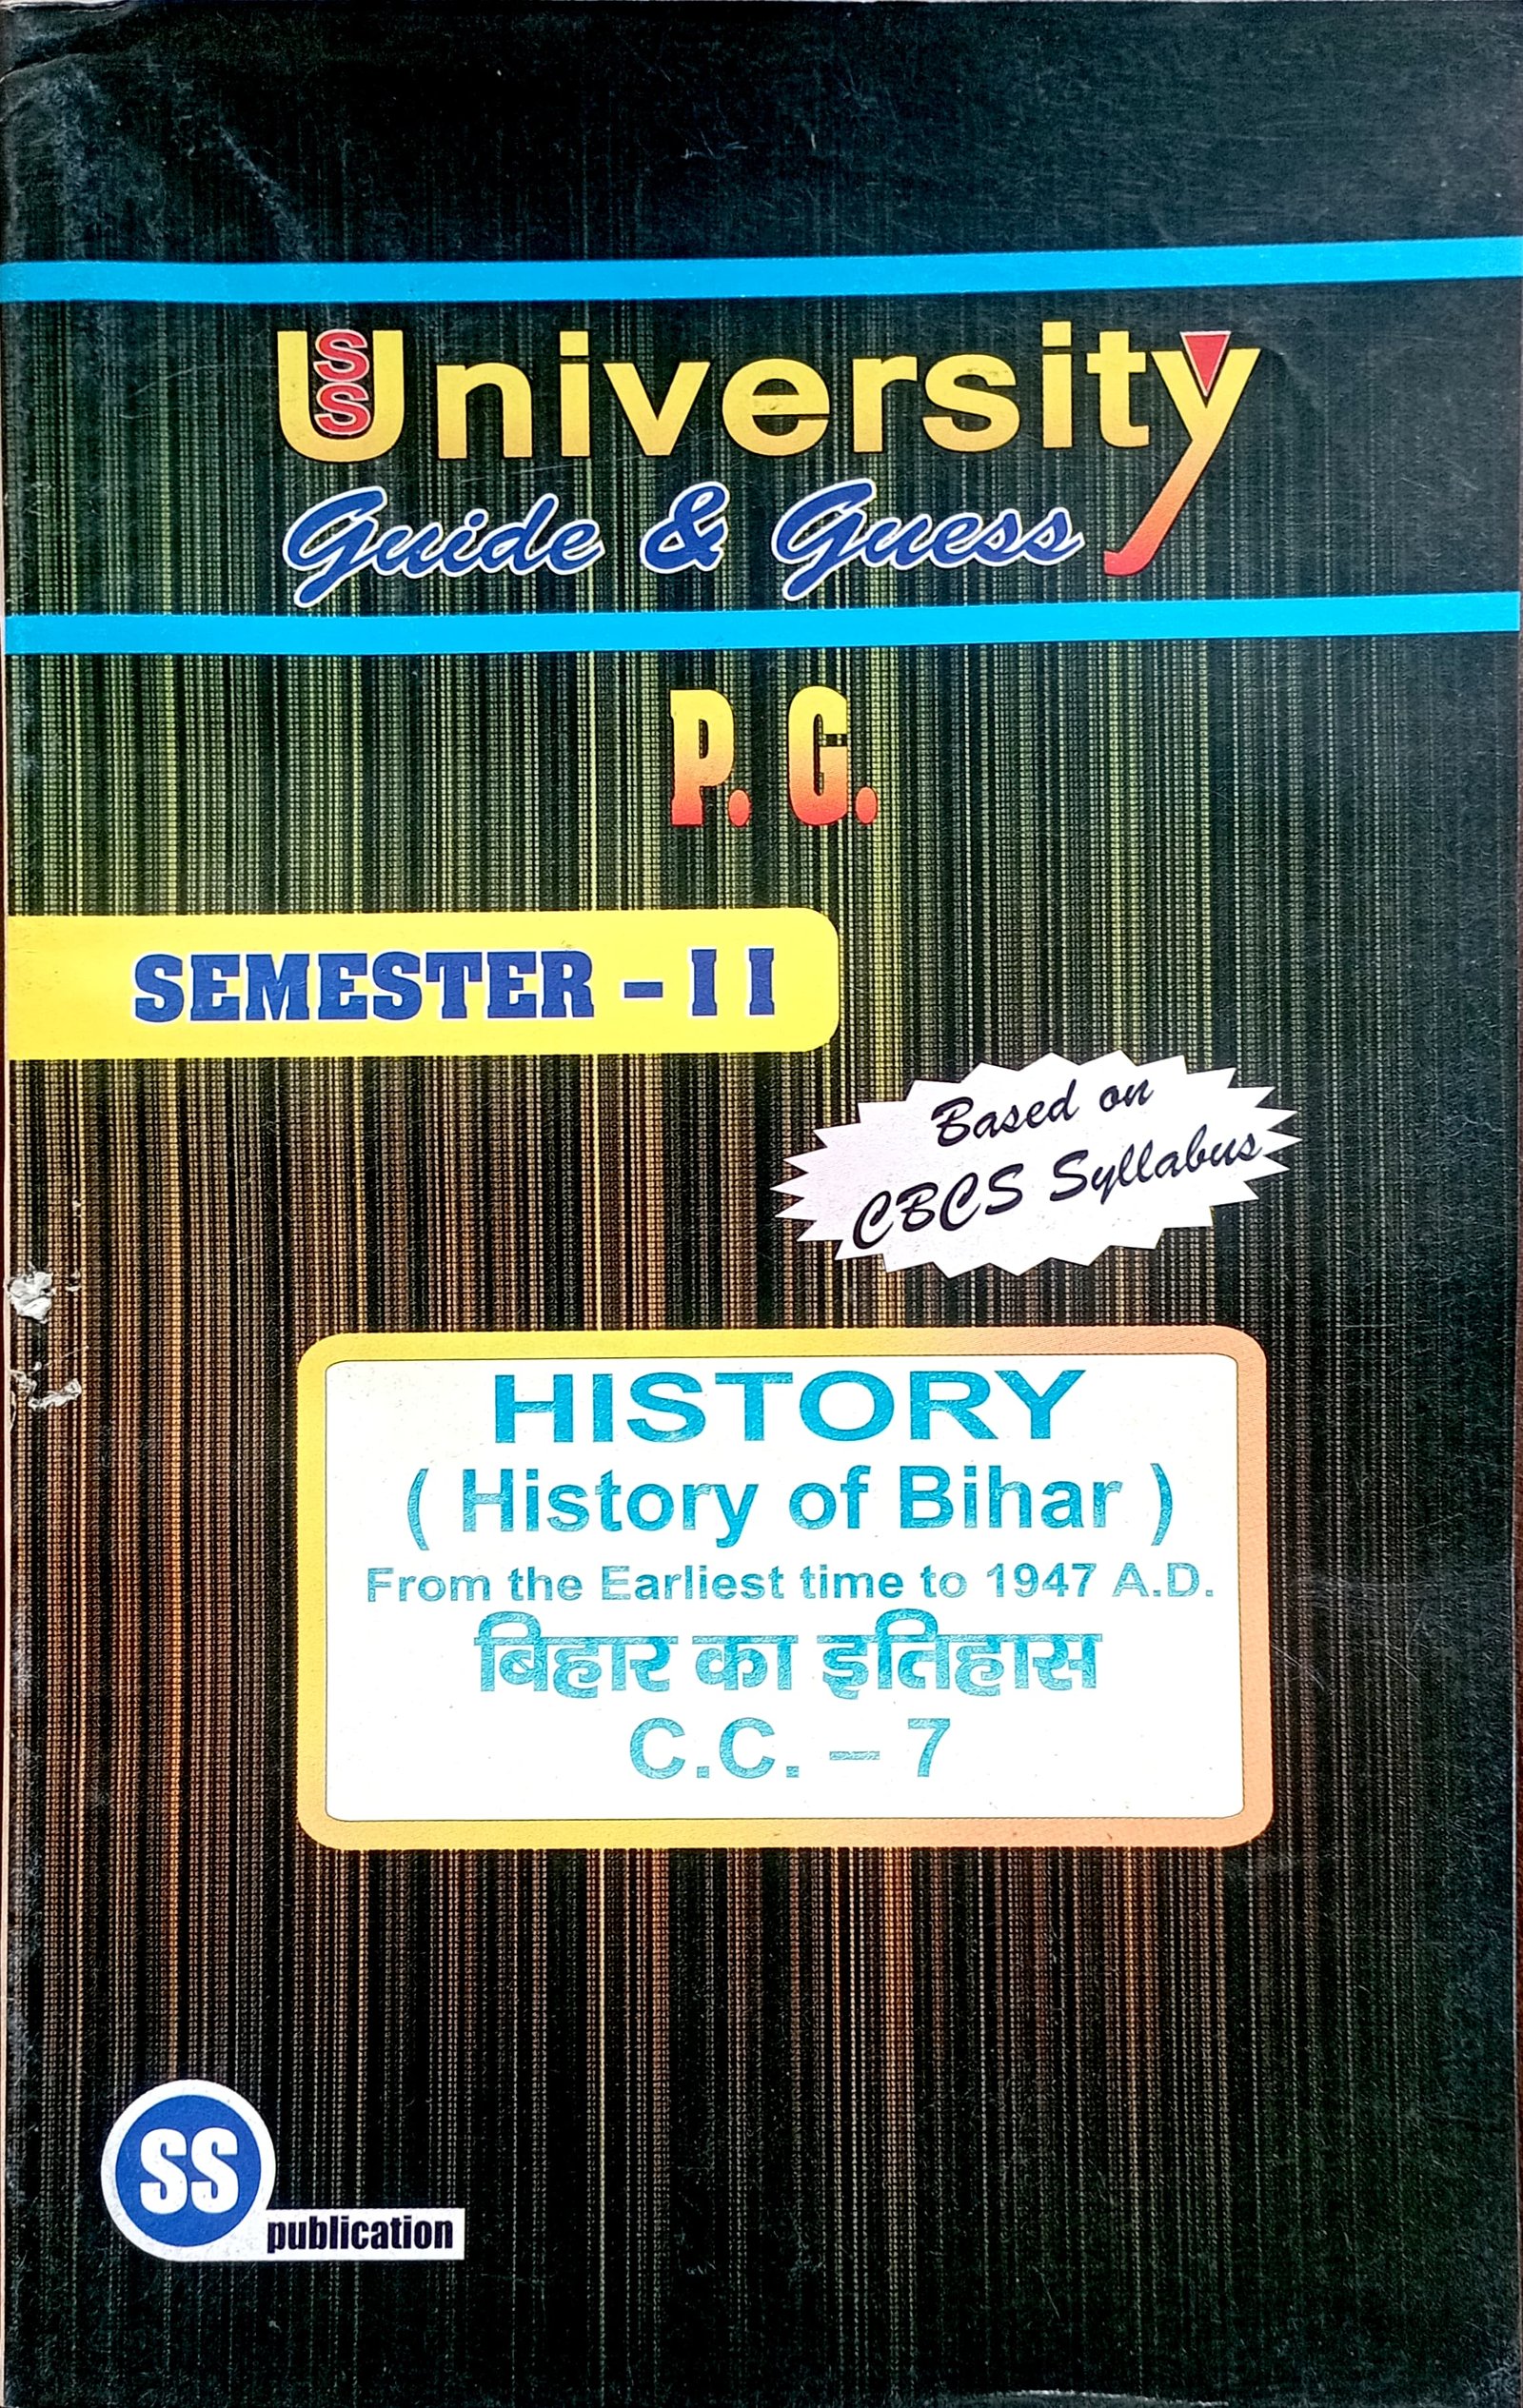 University
SS
Guide & Guess
P. G.
SEMESTER - I I
Based on
CBCS Syllabus
HISTORY
( History of Bihar )
From the Earliest time to 1947 A.D.
बिहार का इतिहास
C.C. – 7
SS
publication